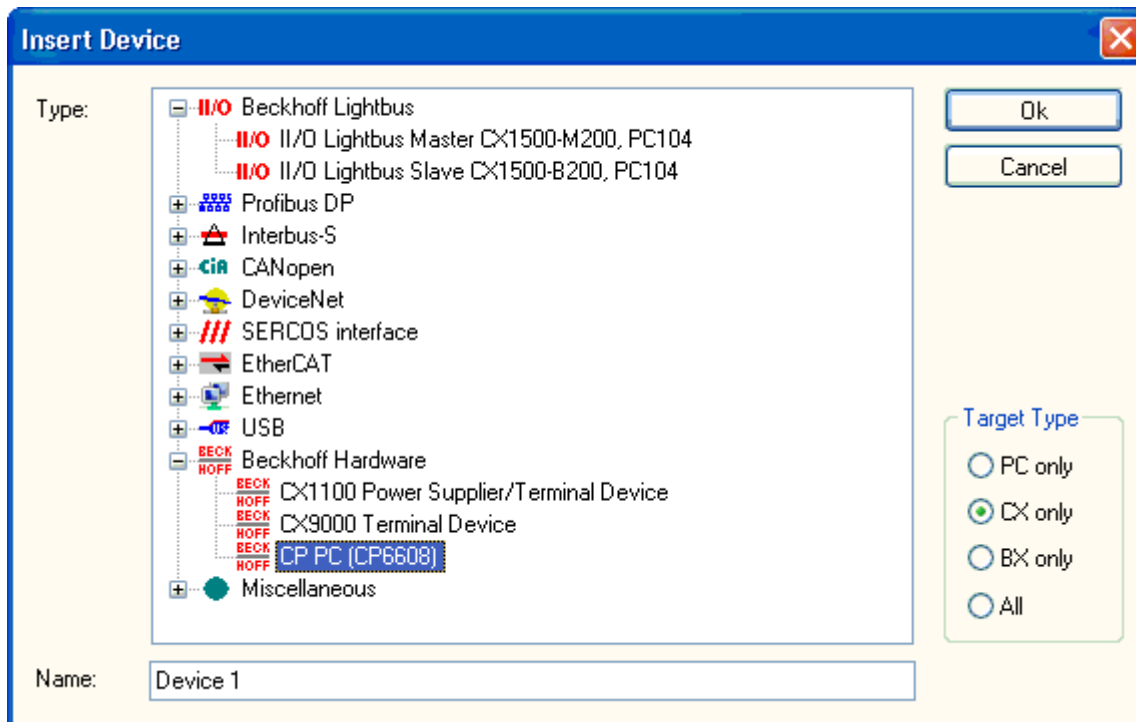 Insert Device
Type:
II/O Beckhoff Lightbus
II/O II/O Lightbus Master CX1500-M200, PC104
II/O II/O Lightbus Slave CX1500-B200, PC104
Profibus DP
Interbus-S
CiA CANopen
DeviceNet
SERCOS interface
EtherCAT
Ethernet
USB
BECK HOFF Beckhoff Hardware
BECK HOFF CX1100 Power Supplier/Terminal Device
BECK HOFF CX9000 Terminal Device
BECK HOFF CP PC (CP6608)
Miscellaneous
Ok
Cancel
Target Type
PC only
CX only
BX only
All
Name:
Device 1